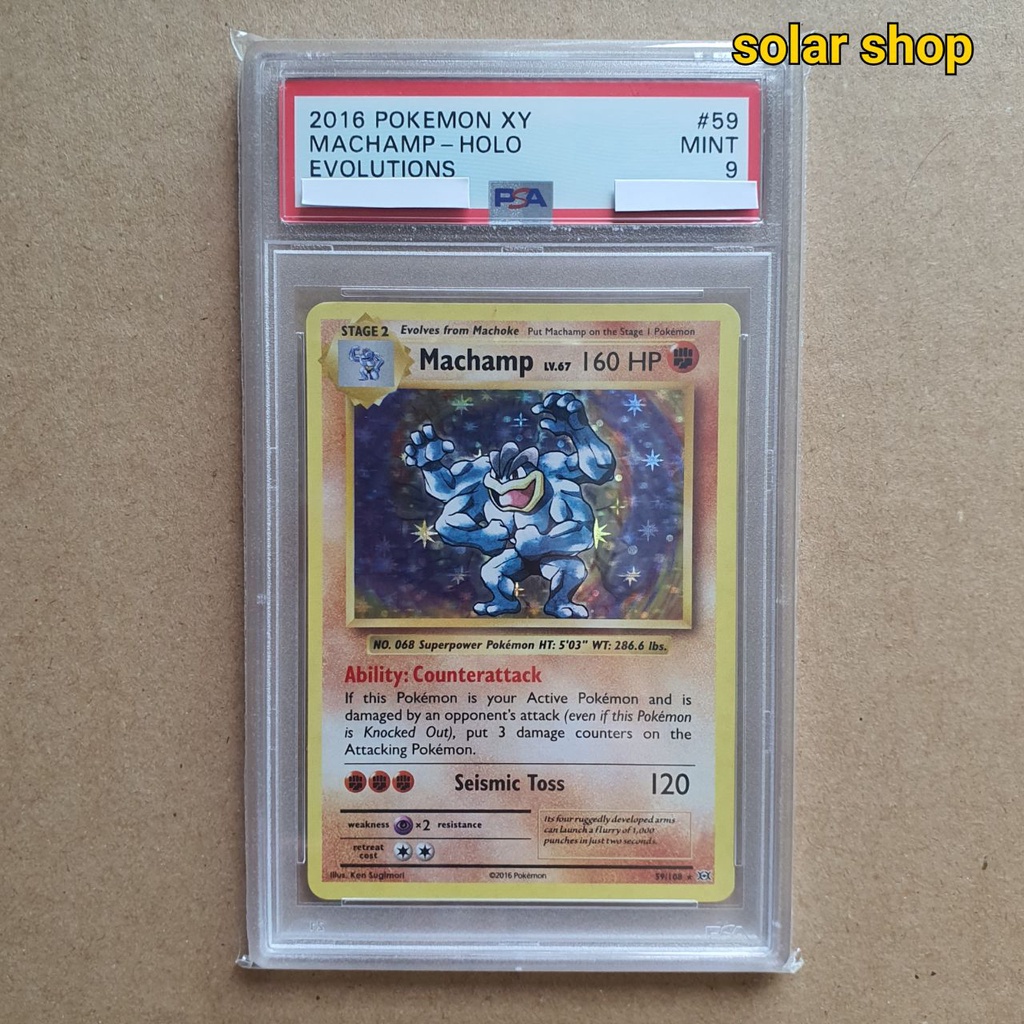 solar shop
2016 POKEMON XY #59
MACHAMP - HOLO MINT
EVOLUTIONS 9
PSA
STAGE 2 Evolves from Machoke Put Machamp on the Stage 1 Pokémon
Machamp LV.67 160 HP
NO. 068 Superpower Pokémon HT: 5'03" WT: 286.6 lbs.
Ability: Counterattack
If this Pokémon is your Active Pokémon and is
damaged by an opponent's attack (even if this Pokémon
is Knocked Out), put 3 damage counters on the
Attacking Pokémon.
Seismic Toss 120
weakness ×2 resistance
retreat
cost
Its four ruggedly developed arms
can launch a flurry of 1,000
punches in just two seconds.
Illus. Ken Sugimori ©2016 Pokémon 59/108 ★